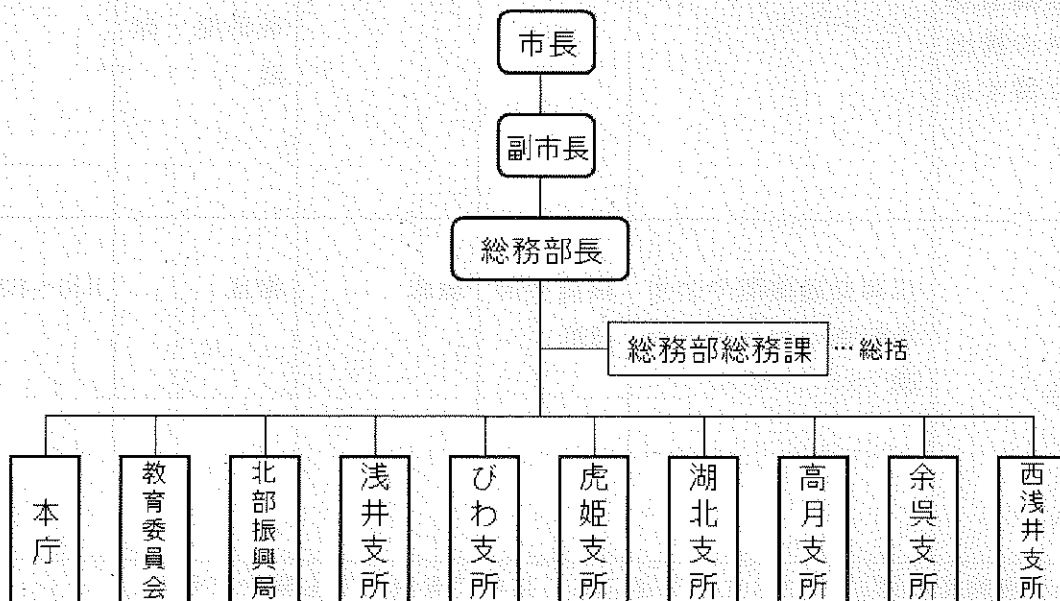 市長
副市長
総務部長
総務部総務課 …総括
本庁
教育委員会
北部振興局
浅井支所
びわ支所
虎姫支所
湖北支所
高月支所
余呉支所
西浅井支所